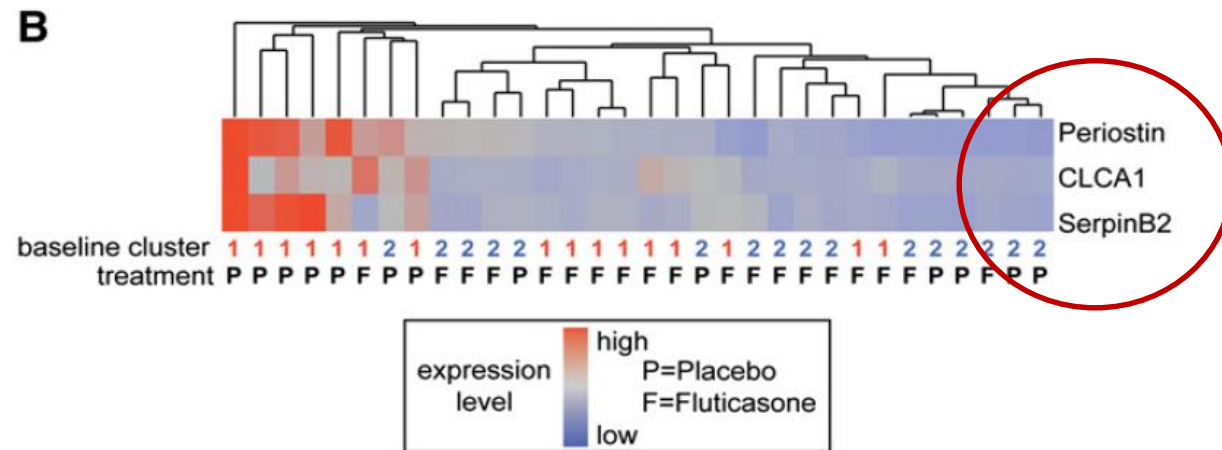 B
Periostin
CLCA1
SerpinB2
baseline cluster 1 1 1 1 1 1 2 1 2 2 2 2 1 1 1 1 1 1 2 1 2 2 2 2 1 1 2 2 2 2 2 2
treatment P P P P P F P P F F F P F F F F F F P F F F F F F F F P P F P P
expression level
high
P=Placebo
F=Fluticasone
low